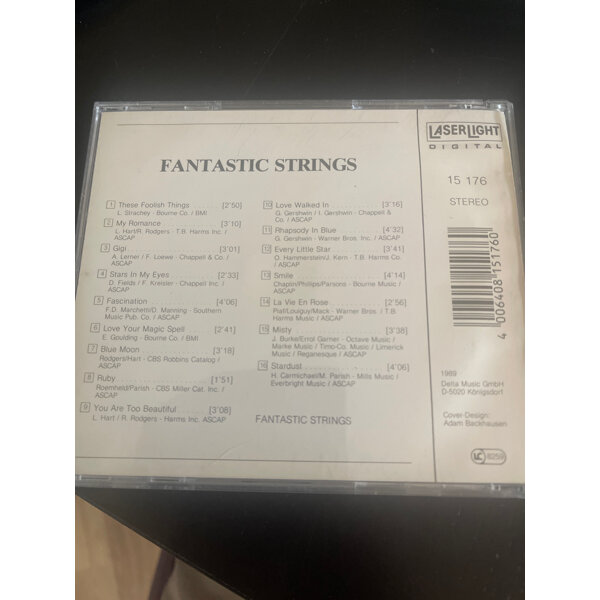 FANTASTIC STRINGS
1 These Foolish Things . . . . . . . [2'50]
L. Strachey - Bourne Co. / BMI
2 My Romance . . . . . . . [3'10]
L. Hart/R. Rodgers - T.B. Harms Inc. /
ASCAP
3 Gigi . . . . . . . [3'01]
A. Lerner / F. Loewe - Chappell & Co. /
ASCAP
4 Stars In My Eyes . . . . . . . [2'33]
D. Fields / F. Kreisler - Chappell Inc. /
ASCAP
5 Fascination . . . . . . . [4'06]
F.D. Marchetti/D. Manning - Southern
Music Pub. Co. / ASCAP
6 Love Your Magic Spell . . . . . . . [2'41]
E. Goulding - Bourne Co. / BMI
7 Blue Moon . . . . . . . [3'18]
Rodgers/Hart - CBS Robbins Catalog /
ASCAP
8 Ruby . . . . . . . [1'51]
Roemheld/Parish - CBS Miller Cat. Inc. /
ASCAP
9 You Are Too Beautiful . . . . . . . [3'08]
L. Hart / R. Rodgers - Harms Inc. ASCAP
10 Love Walked In . . . . . . . [3'16]
G. Gershwin / I. Gershwin - Chappell &
Co. / ASCAP
11 Rhapsody In Blue . . . . . . . [4'32]
G. Gershwin - Warner Bros. Inc. / ASCAP
12 Every Little Star . . . . . . . [3'41]
O. Hammerstein/J. Kern - T.B. Harms Co.
ASCAP
13 Smile . . . . . . . [4'14]
Chaplin/Phillips/Parsons - Bourne Music /
ASCAP
14 La Vie En Rose . . . . . . . [2'56]
Piaf/Louiguy/Mack - Warner Bros. / T.B.
Harms Music / ASCAP
15 Misty . . . . . . . [3'38]
J. Burke/Errol Garner - Octave Music /
Marke Music / Timo-Co. Music / Limerick
Music / Reganesque / ASCAP
16 Stardust . . . . . . . [4'06]
H. Carmichael/M. Parish - Mills Music /
Everbright Music / ASCAP
FANTASTIC STRINGS
LASERLIGHT
DIGITAL
15 176
STEREO
4 006408 151760
1989
Delta Music GmbH
D-5020 Königsdorf
Cover-Design:
Adam Backhausen
LC 8259